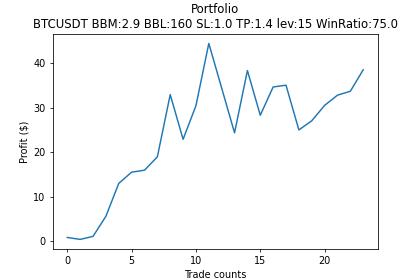 Portfolio
BTCUSDT BBM:2.9 BBL:160 SL:1.0 TP:1.4 lev:15 WinRatio:75.0
40
30
20
10
0
Profit ($)
0 5 10 15 20
Trade counts